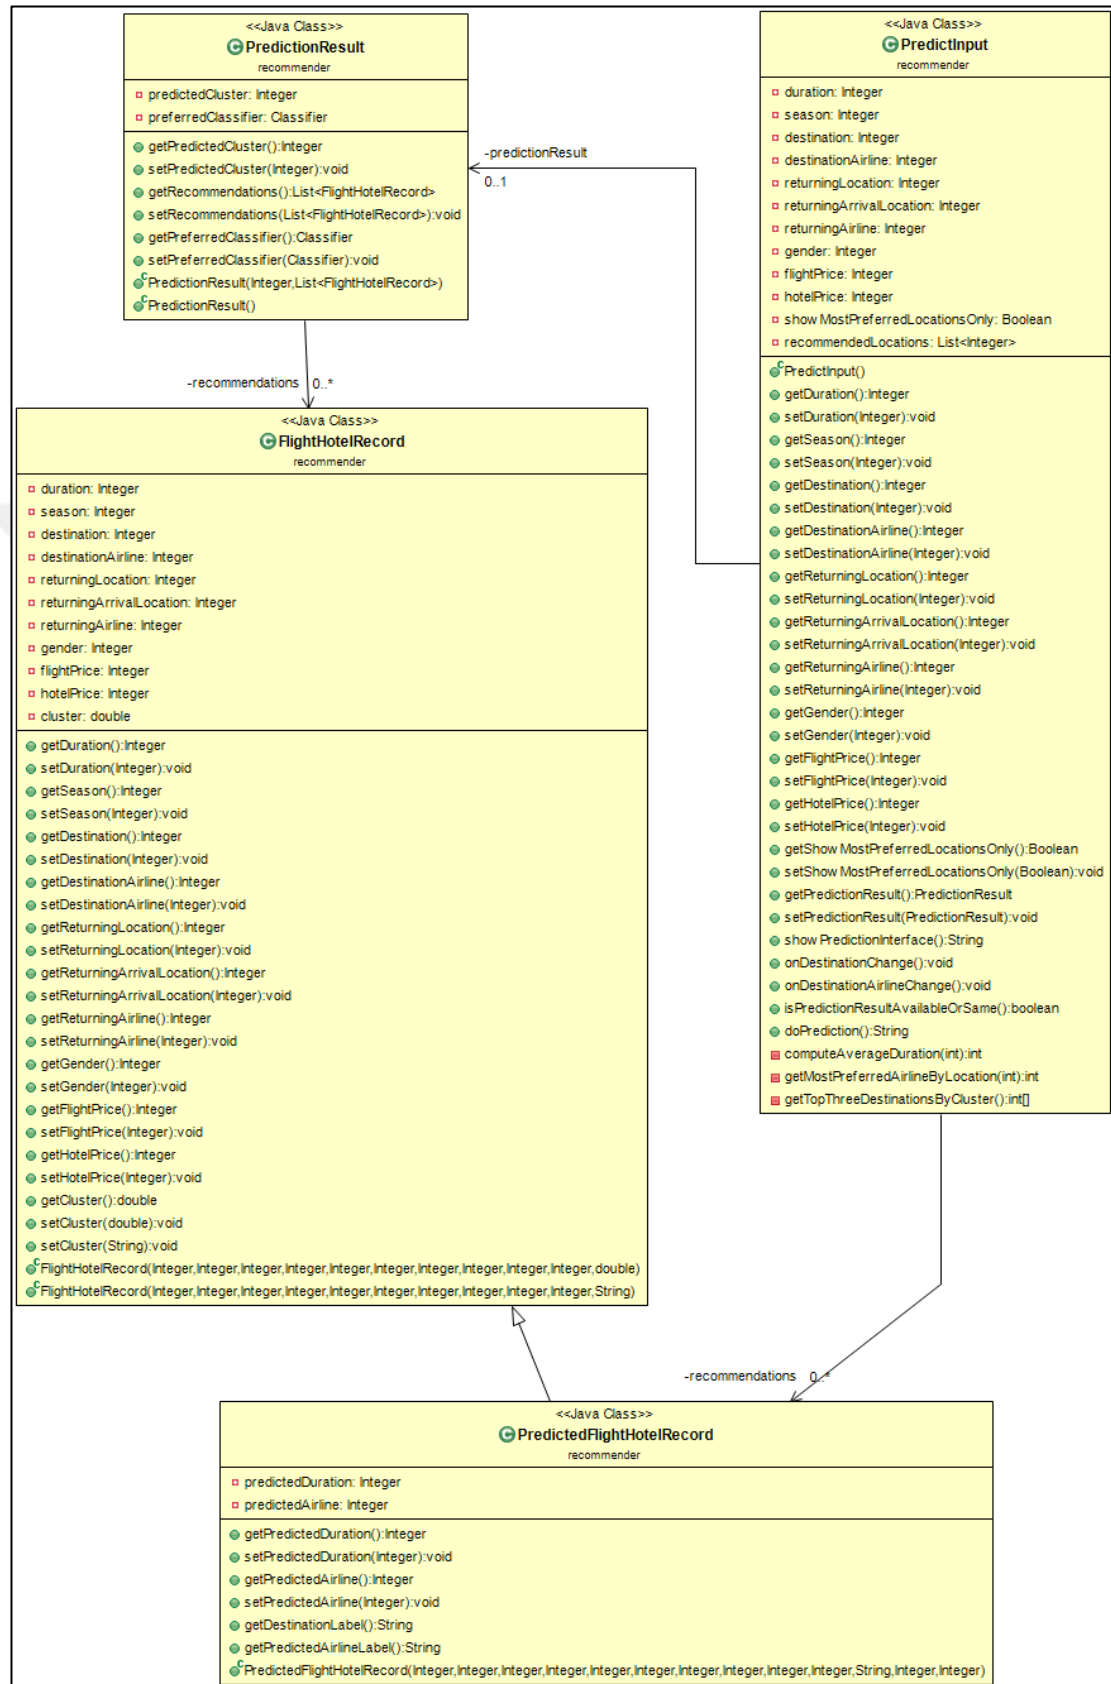 <<Java Class>>
PredictionResult
recommender
predictedCluster: Integer
preferredClassifier: Classifier
getPredictedCluster():Integer
setPredictedCluster(Integer):void
getRecommendations():List<FlightHotelRecord>
setRecommendations(List<FlightHotelRecord>):void
getPreferredClassifier():Classifier
setPreferredClassifier(Classifier):void
PredictionResult(Integer,List<FlightHotelRecord>)
PredictionResult()
-predictionResult
0..1
<<Java Class>>
PredictInput
recommender
duration: Integer
season: Integer
destination: Integer
destinationAirline: Integer
returningLocation: Integer
returningArrivalLocation: Integer
returningAirline: Integer
gender: Integer
flightPrice: Integer
hotelPrice: Integer
showMostPreferredLocationsOnly: Boolean
recommendedLocations: List<Integer>
PredictInput()
getDuration():Integer
setDuration(Integer):void
getSeason():Integer
setSeason(Integer):void
getDestination():Integer
setDestination(Integer):void
getDestinationAirline():Integer
setDestinationAirline(Integer):void
getReturningLocation():Integer
setReturningLocation(Integer):void
getReturningArrivalLocation():Integer
setReturningArrivalLocation(Integer):void
getReturningAirline():Integer
setReturningAirline(Integer):void
getGender():Integer
setGender(Integer):void
getFlightPrice():Integer
setFlightPrice(Integer):void
getHotelPrice():Integer
setHotelPrice(Integer):void
getShowMostPreferredLocationsOnly():Boolean
setShowMostPreferredLocationsOnly(Boolean):void
getPredictionResult():PredictionResult
setPredictionResult(PredictionResult):void
showPredictionInterface():String
onDestinationChange():void
onDestinationAirlineChange():void
isPredictionResultAvailableOrSame():boolean
doPrediction():String
computeAverageDuration(int):int
getMostPreferredAirlineByLocation(int):int
getTopThreeDestinationsByCluster():int[]
-recommendations 0..*
<<Java Class>>
FlightHotelRecord
recommender
duration: Integer
season: Integer
destination: Integer
destinationAirline: Integer
returningLocation: Integer
returningArrivalLocation: Integer
returningAirline: Integer
gender: Integer
flightPrice: Integer
hotelPrice: Integer
cluster: double
getDuration():Integer
setDuration(Integer):void
getSeason():Integer
setSeason(Integer):void
getDestination():Integer
setDestination(Integer):void
getDestinationAirline():Integer
setDestinationAirline(Integer):void
getReturningLocation():Integer
setReturningLocation(Integer):void
getReturningArrivalLocation():Integer
setReturningArrivalLocation(Integer):void
getReturningAirline():Integer
setReturningAirline(Integer):void
getGender():Integer
setGender(Integer):void
getFlightPrice():Integer
setFlightPrice(Integer):void
getHotelPrice():Integer
setHotelPrice(Integer):void
getCluster():double
setCluster(double):void
setCluster(String):void
FlightHotelRecord(Integer,Integer,Integer,Integer,Integer,Integer,Integer,Integer,Integer,Integer,double)
FlightHotelRecord(Integer,Integer,Integer,Integer,Integer,Integer,Integer,Integer,Integer,Integer,String)
-recommendations 0..*
<<Java Class>>
PredictedFlightHotelRecord
recommender
predictedDuration: Integer
predictedAirline: Integer
getPredictedDuration():Integer
setPredictedDuration(Integer):void
getPredictedAirline():Integer
setPredictedAirline(Integer):void
getDestinationLabel():String
getPredictedAirlineLabel():String
PredictedFlightHotelRecord(Integer,Integer,Integer,Integer,Integer,Integer,Integer,Integer,Integer,Integer,String,Integer,Integer)